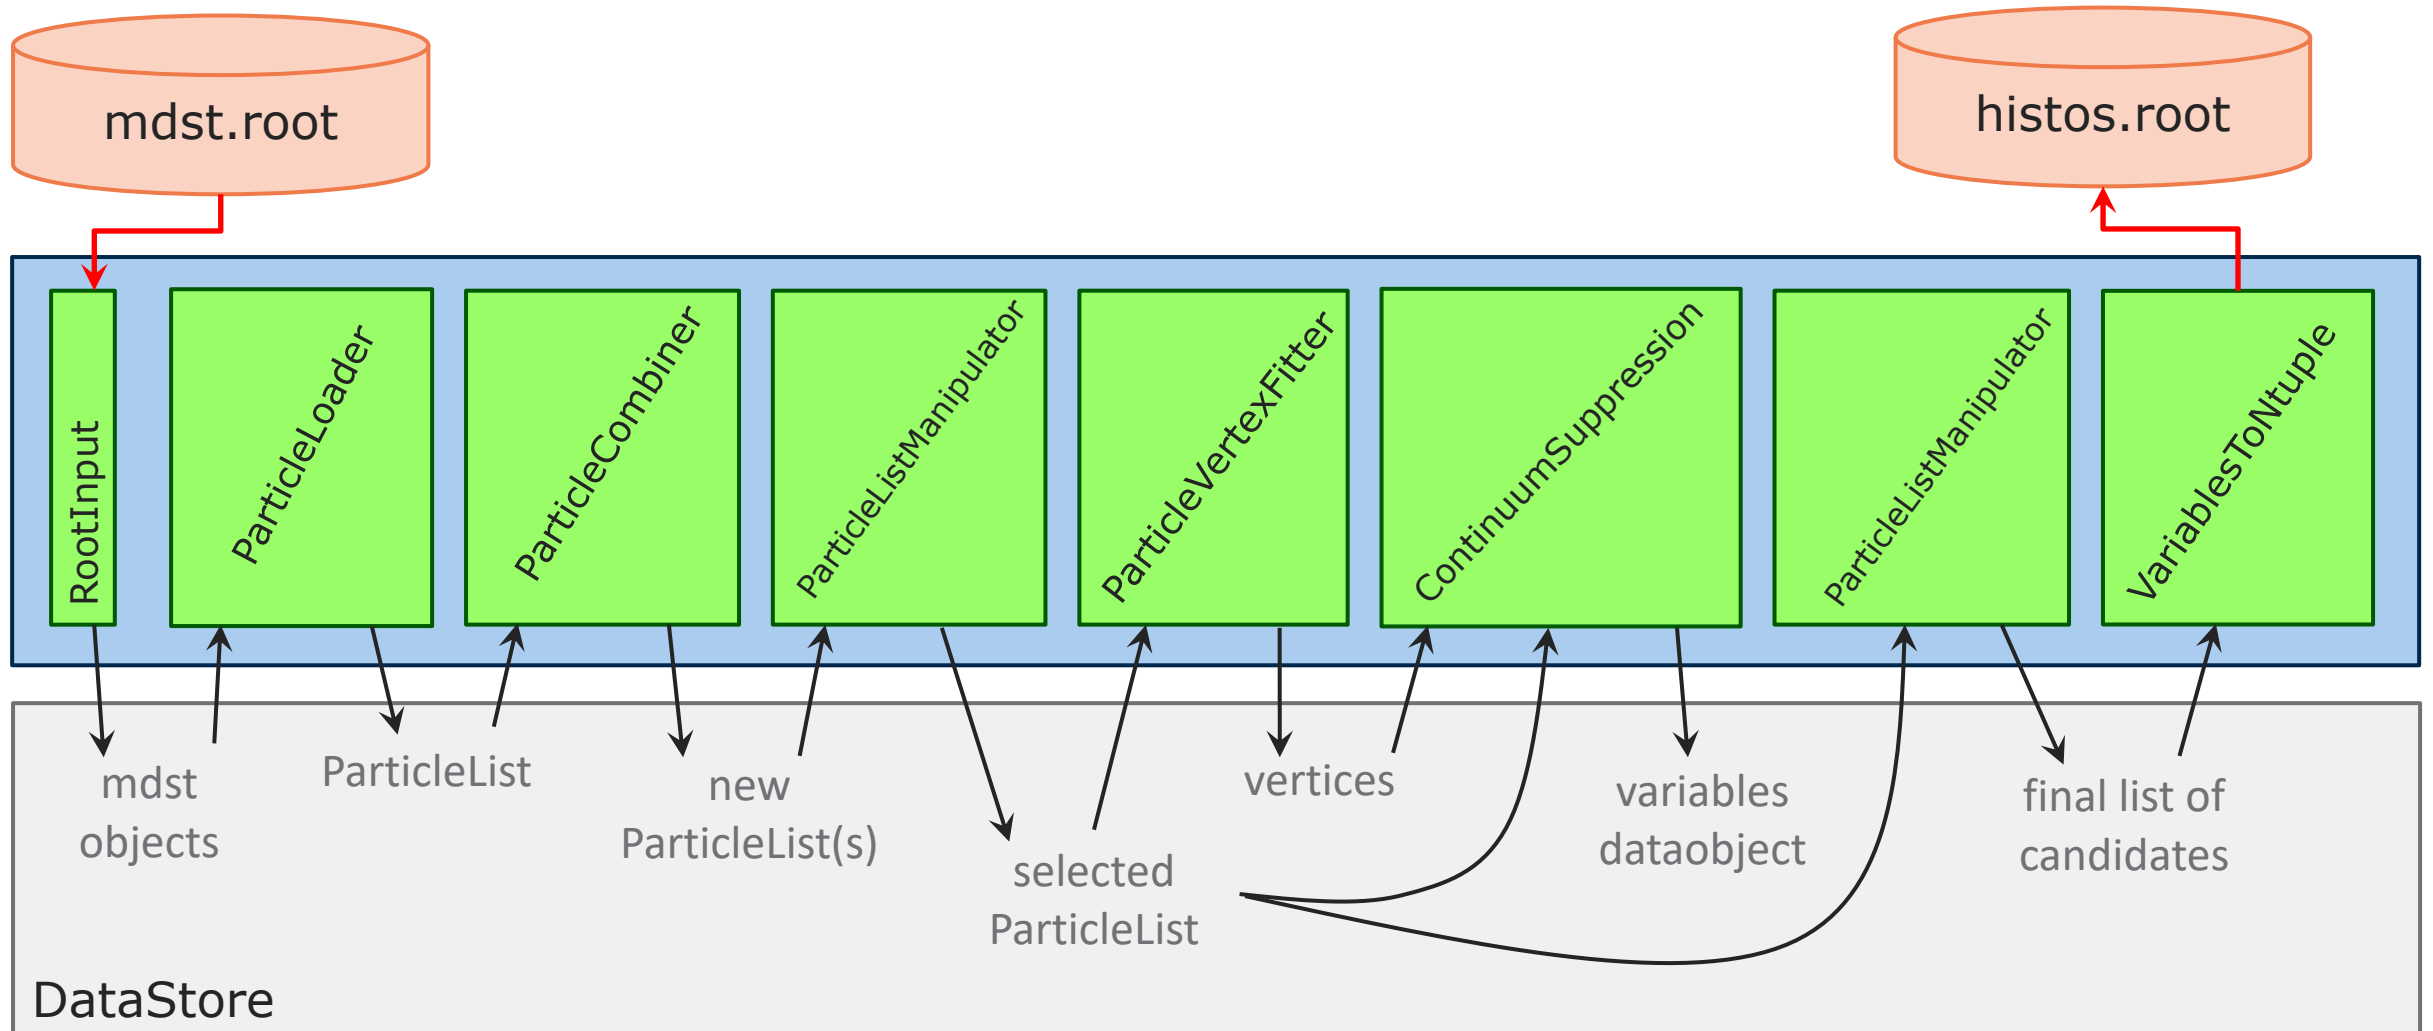 mdst.root
histos.root
RootInput
ParticleLoader
ParticleCombiner
ParticleListManipulator
ParticleVertexFitter
ContinuumSuppression
ParticleListManipulator
VariablesToNtuple
mdst
objects
ParticleList
new
ParticleList(s)
selected
ParticleList
vertices
variables
dataobject
final list of
candidates
DataStore